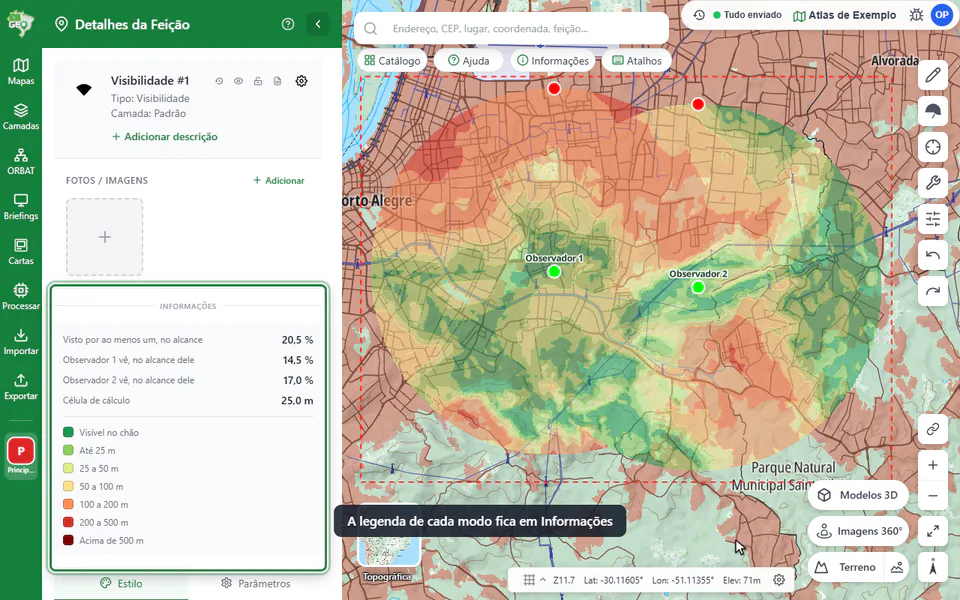 GEO
Detalhes da Feição
Endereço, CEP, lugar, coordenada, feição...
Tudo enviado
Atlas de Exemplo
OP
Catálogo
Ajuda
Informações
Atalhos
Alvorada
Mapas
Camadas
ORBAT
Briefings
Cartas
Processar
Importar
Exportar
P
Princip...
Visibilidade #1
Tipo: Visibilidade
Camada: Padrão
+ Adicionar descrição
FOTOS / IMAGENS
+ Adicionar
INFORMAÇÕES
Visto por ao menos um, no alcance 20,5 %
Observador 1 vê, no alcance dele 14,5 %
Observador 2 vê, no alcance dele 17,0 %
Célula de cálculo 25,0 m
Visível no chão
Até 25 m
25 a 50 m
50 a 100 m
100 a 200 m
200 a 500 m
Acima de 500 m
Estilo
Parâmetros
orto Alegre
Observador 1
Observador 2
Parque Natural
Municipal Sant
A legenda de cada modo fica em Informações
Topográfica
Modelos 3D
Imagens 360°
Terreno
Z11.7 Lat: -30.11605° Lon: -51.11355° Elev: 71m